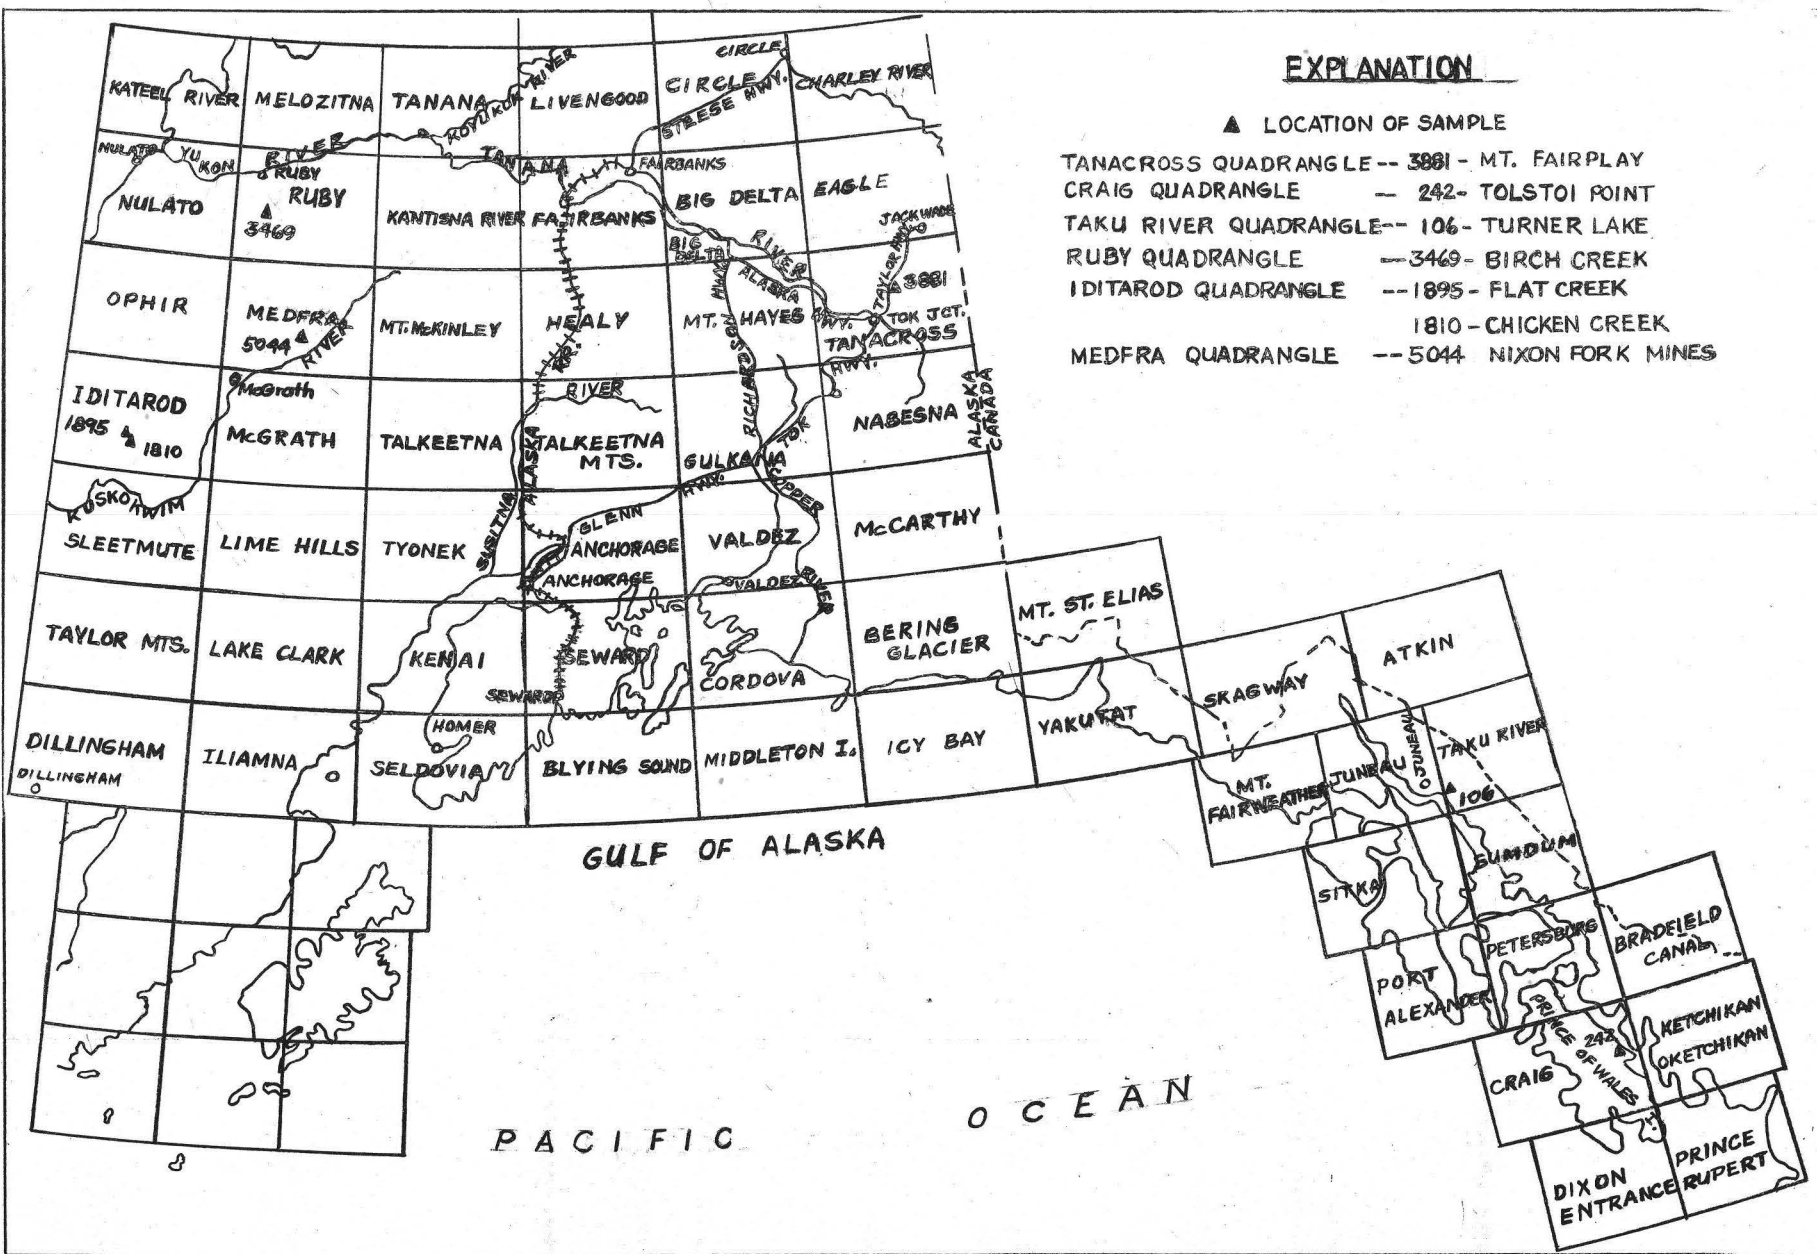 EXPLANATION
▲ LOCATION OF SAMPLE
TANACROSS QUADRANGLE -- 3881 - MT. FAIRPLAY
CRAIG QUADRANGLE — 242 - TOLSTOI POINT
TAKU RIVER QUADRANGLE -- 106 - TURNER LAKE
RUBY QUADRANGLE -- 3469 - BIRCH CREEK
IDITAROD QUADRANGLE -- 1895 - FLAT CREEK
1810 - CHICKEN CREEK
MEDFRA QUADRANGLE -- 5044 NIXON FORK MINES
KATEEL RIVER
MELOZITNA
TANANA
KOYUKUK RIVER
LIVENGOOD
CIRCLE
CIRCLE
STEESE HWY.
CHARLEY RIVER
NULATO
YUKON
RIVER
RUBY
TANANA
FAIRBANKS
NULATO
RUBY
3469
KANTISNA RIVER
FAIRBANKS
BIG DELTA
EAGLE
JACK WADE
BIG
DELTA
RIVER
TAYLOR HWY.
OPHIR
MEDFRA
5044
RIVER
MT. McKINLEY
HEALY
RR.
MT. HAYES
RICHARDSON HWY.
ALASKA
HWY.
3881
TOK JCT.
TANACROSS
HWY.
IDITAROD
1895
1810
McGrath
McGRATH
TALKEETNA
RIVER
TALKEETNA
MTS.
ALASKA
GULKANA
TOK
NABESNA
ALASKA
CANADA
KUSKOKWIM
SLEETMUTE
LIME HILLS
TYONEK
SUSITNA
GLENN
HWY.
ANCHORAGE
ANCHORAGE
VALDEZ
VALDEZ
COPPER
RIVER
McCARTHY
TAYLOR MTS.
LAKE CLARK
KENAI
SEWARD
SEWARD
CORDOVA
BERING
GLACIER
MT. ST. ELIAS
DILLINGHAM
DILLINGHAM
ILIAMNA
HOMER
SELDOVIA
BLYING SOUND
MIDDLETON I.
ICY BAY
YAKUTAT
SKAGWAY
ATKIN
MT.
FAIRWEATHER
JUNEAU
JUNEAU
TAKU RIVER
106
SITKA
SUMDUM
PORT
ALEXANDER
PETERSBURG
BRADFIELD
CANAL
CRAIG
PRINCE OF WALES
242
KETCHIKAN
KETCHIKAN
DIXON
ENTRANCE
PRINCE
RUPERT
GULF OF ALASKA
PACIFIC
OCEAN